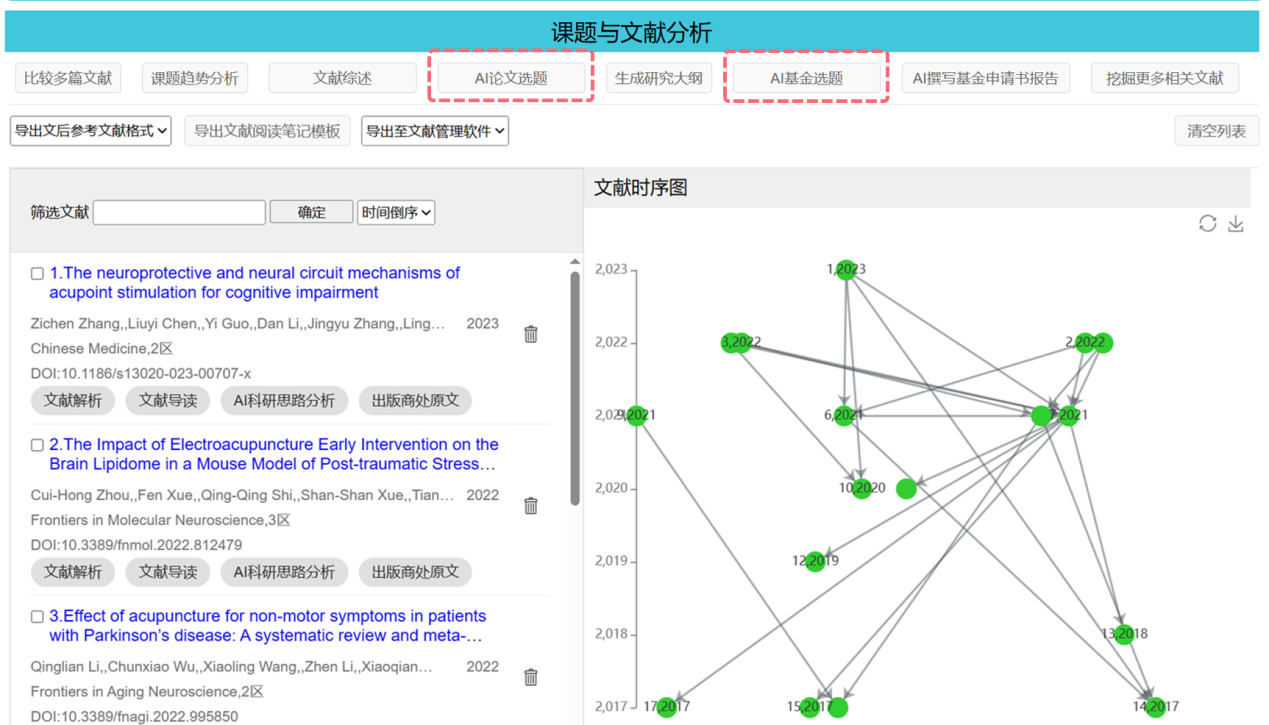 课题与文献分析
比较多篇文献 课题趋势分析 文献综述 AI论文选题 生成研究大纲 AI基金选题 AI撰写基金申请书报告 挖掘更多相关文献
导出文后参考文献格式 导出文献阅读笔记模板 导出至文献管理软件 清空列表
筛选文献 确定 时间倒序
1.The neuroprotective and neural circuit mechanisms of
acupoint stimulation for cognitive impairment
Zichen Zhang,,Liuyi Chen,,Yi Guo,,Dan Li,,Jingyu Zhang,,Ling... 2023
Chinese Medicine,2区
DOI:10.1186/s13020-023-00707-x
文献解析 文献导读 AI科研思路分析 出版商处原文
2.The Impact of Electroacupuncture Early Intervention on the
Brain Lipidome in a Mouse Model of Post-traumatic Stress...
Cui-Hong Zhou,,Fen Xue,,Qing-Qing Shi,,Shan-Shan Xue,,Tian... 2022
Frontiers in Molecular Neuroscience,3区
DOI:10.3389/fnmol.2022.812479
文献解析 文献导读 AI科研思路分析 出版商处原文
3.Effect of acupuncture for non-motor symptoms in patients
with Parkinson's disease: A systematic review and meta-...
Qinglian Li,,Chunxiao Wu,,Xiaoling Wang,,Zhen Li,,Xiaoqian... 2022
Frontiers in Aging Neuroscience,2区
DOI:10.3389/fnagi.2022.995850
文献时序图
2,023 1,2023
2,022 3,2022 2,2022
9,2021 6,2021 7,2021
2,020 10,2020
2,019 12,2019
2,018 13,2018
2,017 17,2017 15,2017 14,2017